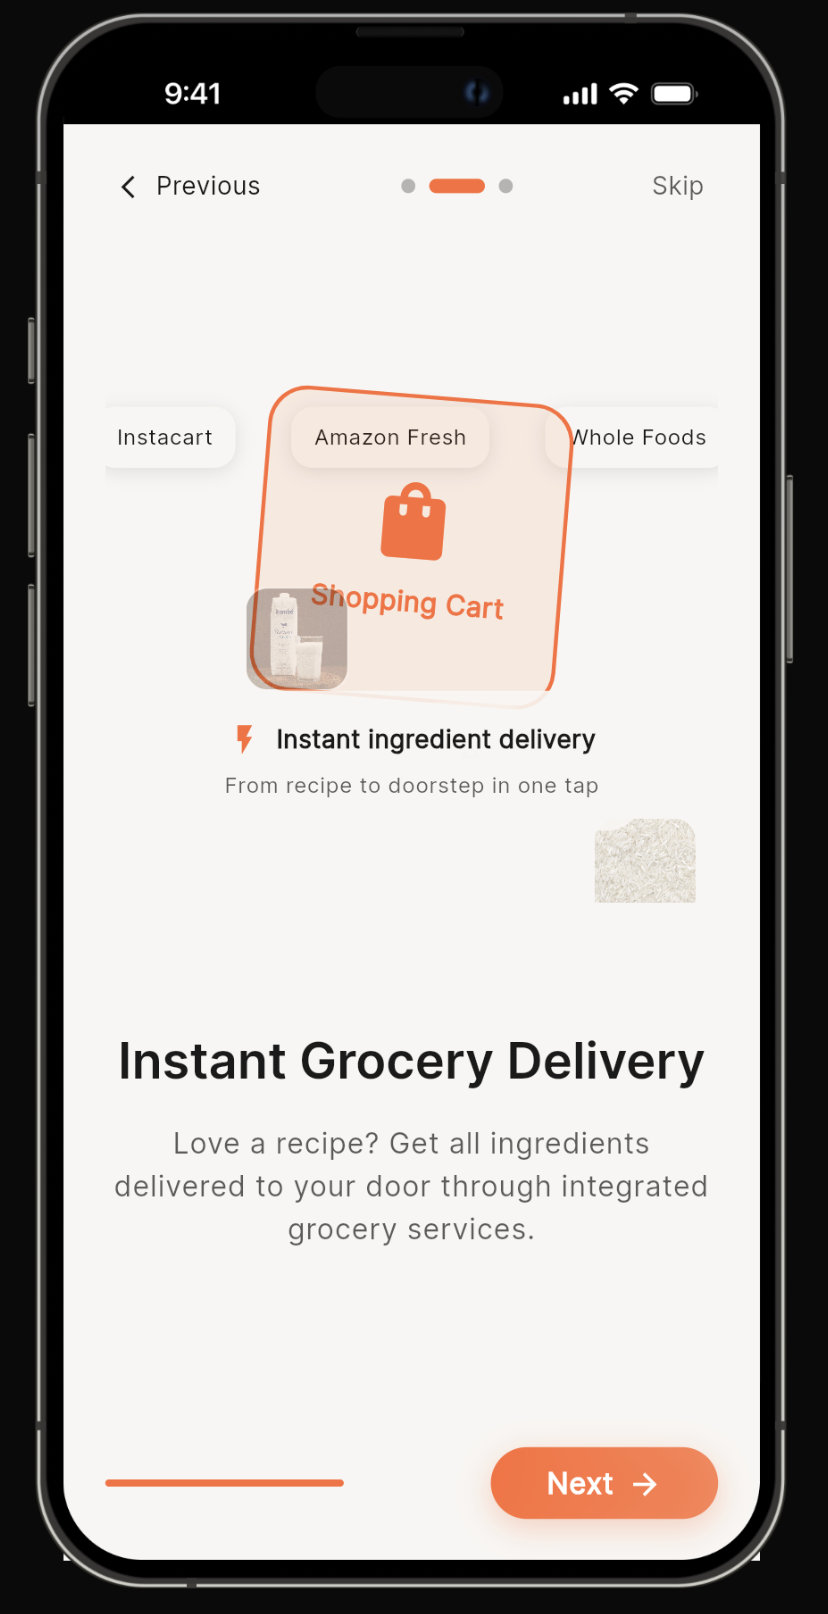 9:41
Previous
Skip
Instacart
Amazon Fresh
Whole Foods
Shopping Cart
Instant ingredient delivery
From recipe to doorstep in one tap
Instant Grocery Delivery
Love a recipe? Get all ingredients
delivered to your door through integrated
grocery services.
Next